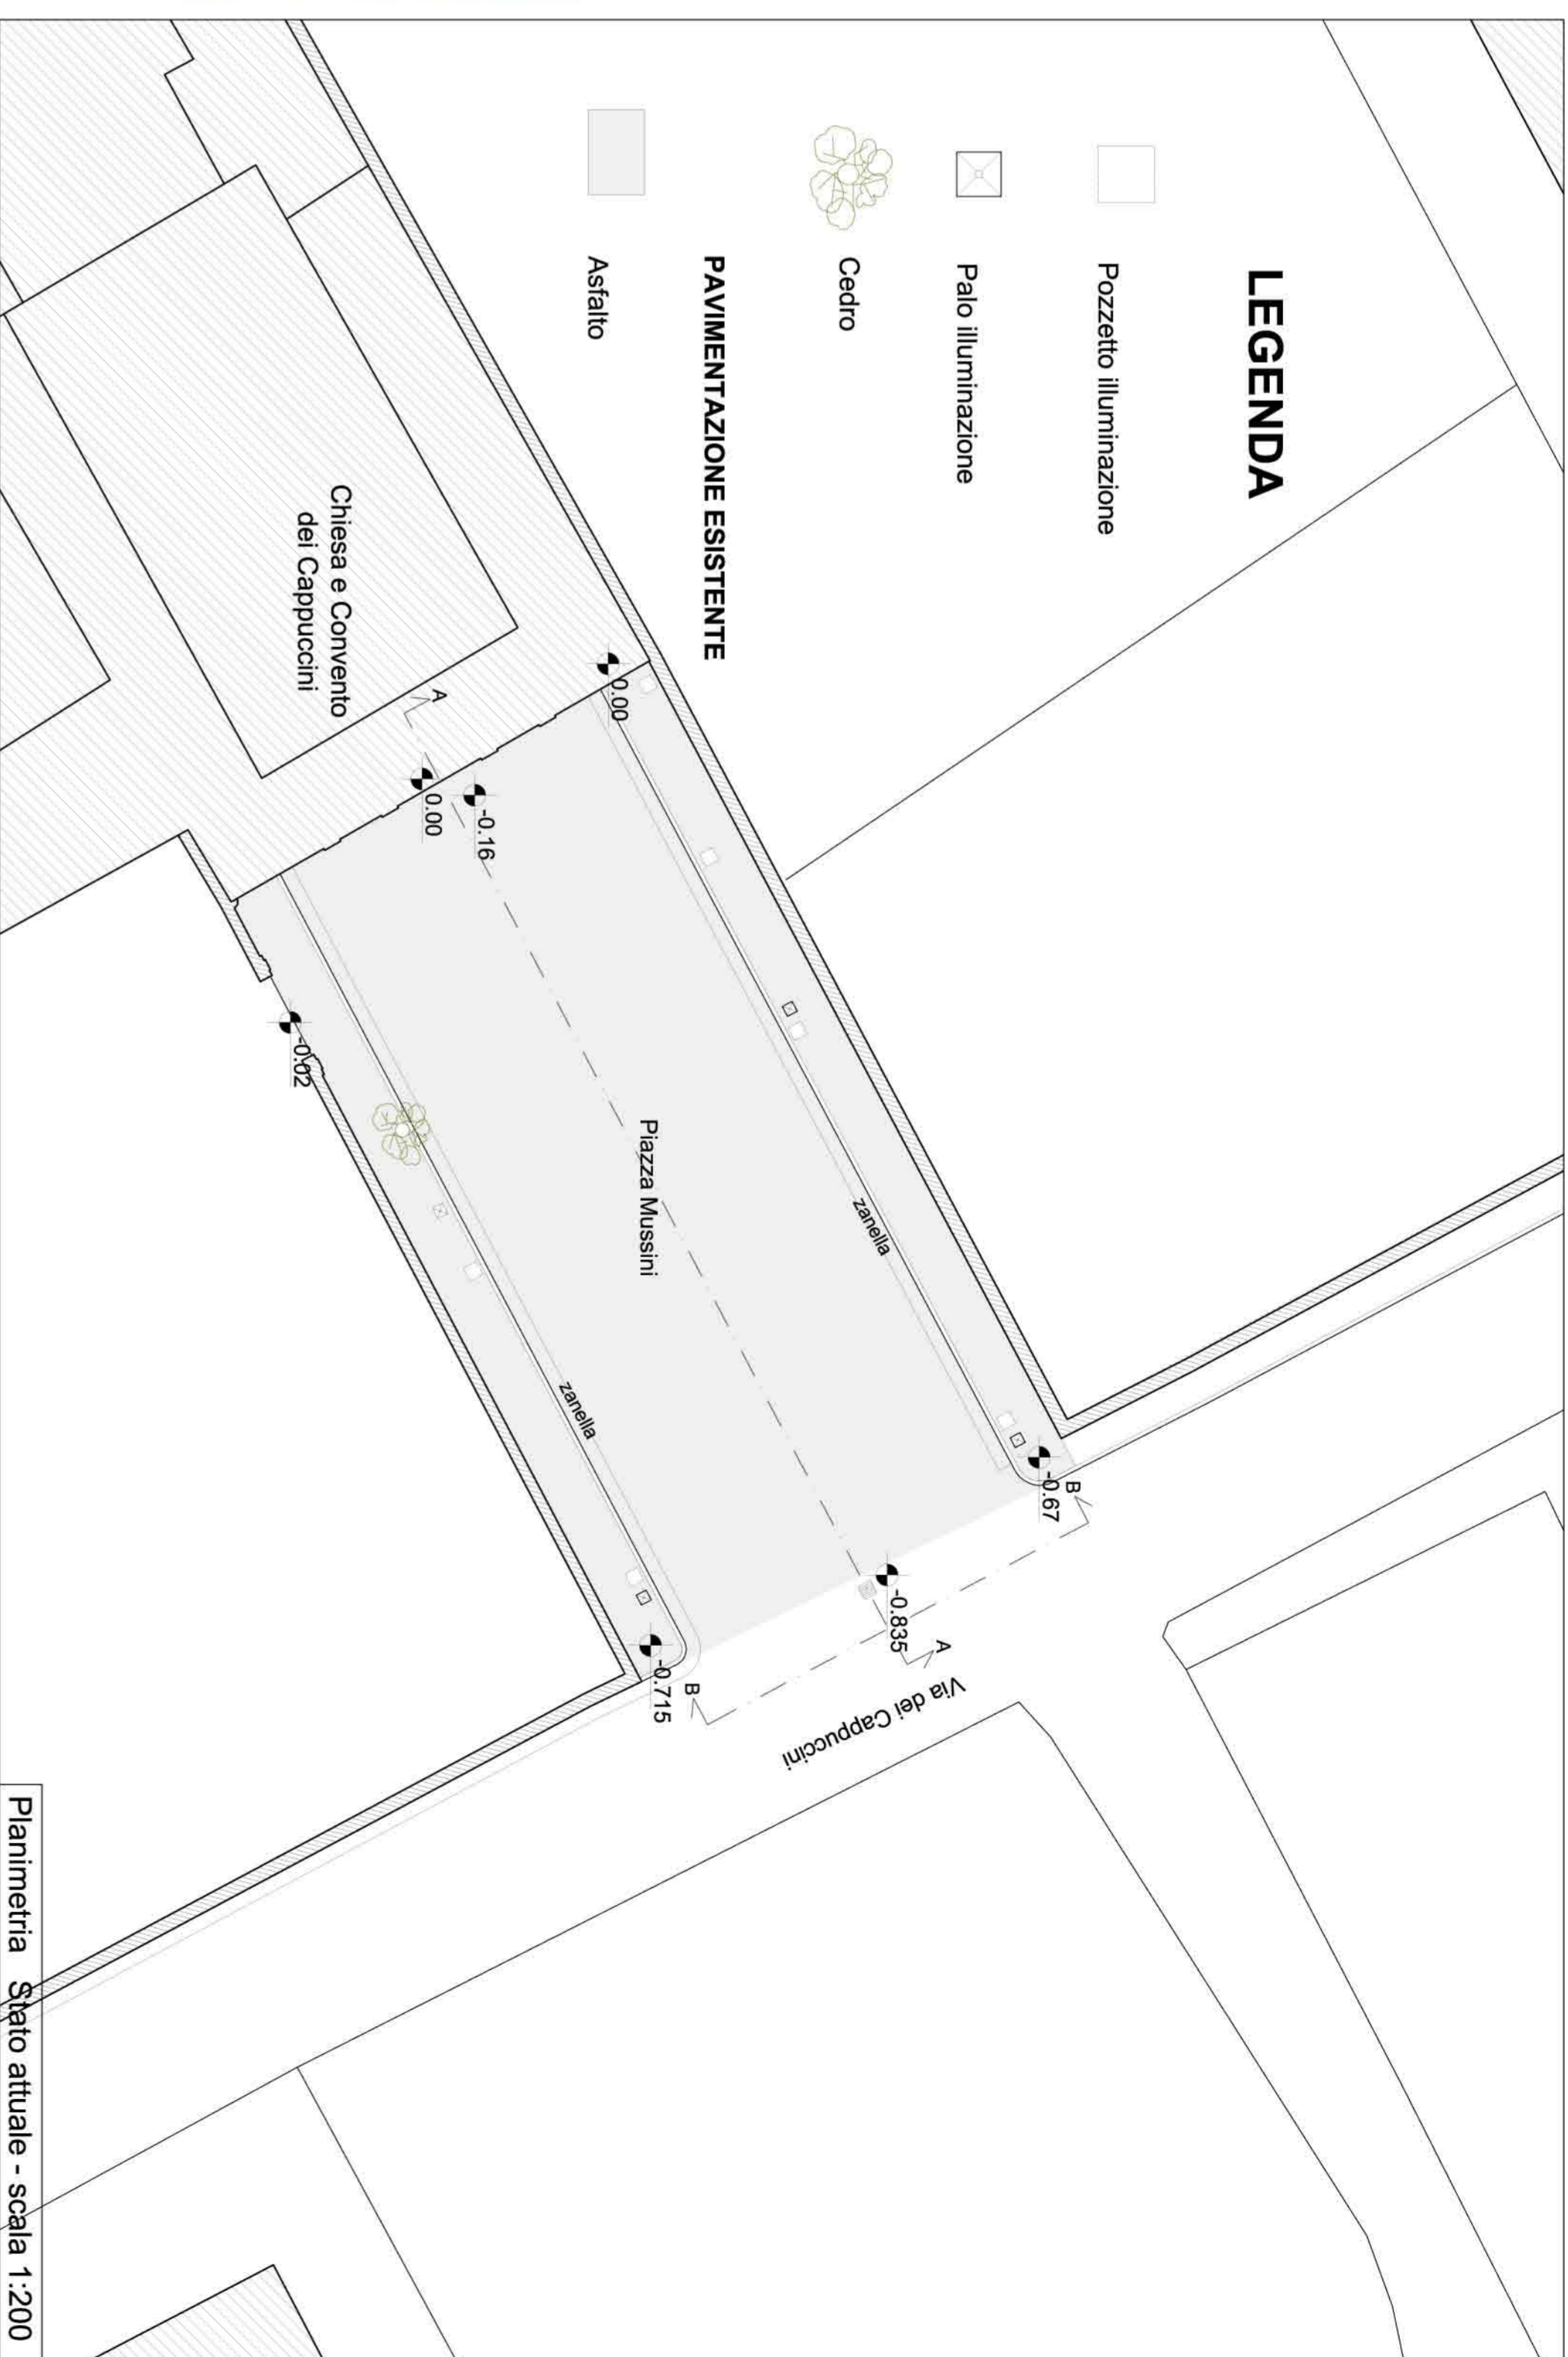 LEGENDA
Pozzetto illuminazione
Palo illuminazione
Cedro
PAVIMENTAZIONE ESISTENTE
Asfalto
Chiesa e Convento
dei Cappuccini
0.00
A
0.00
-0.16
-0.02
Piazza Mussini
zanella
zanella
-0.67
B
-0.835
A
-0.715
B
Via dei Cappuccini
Planimetria Stato attuale - scala 1:200